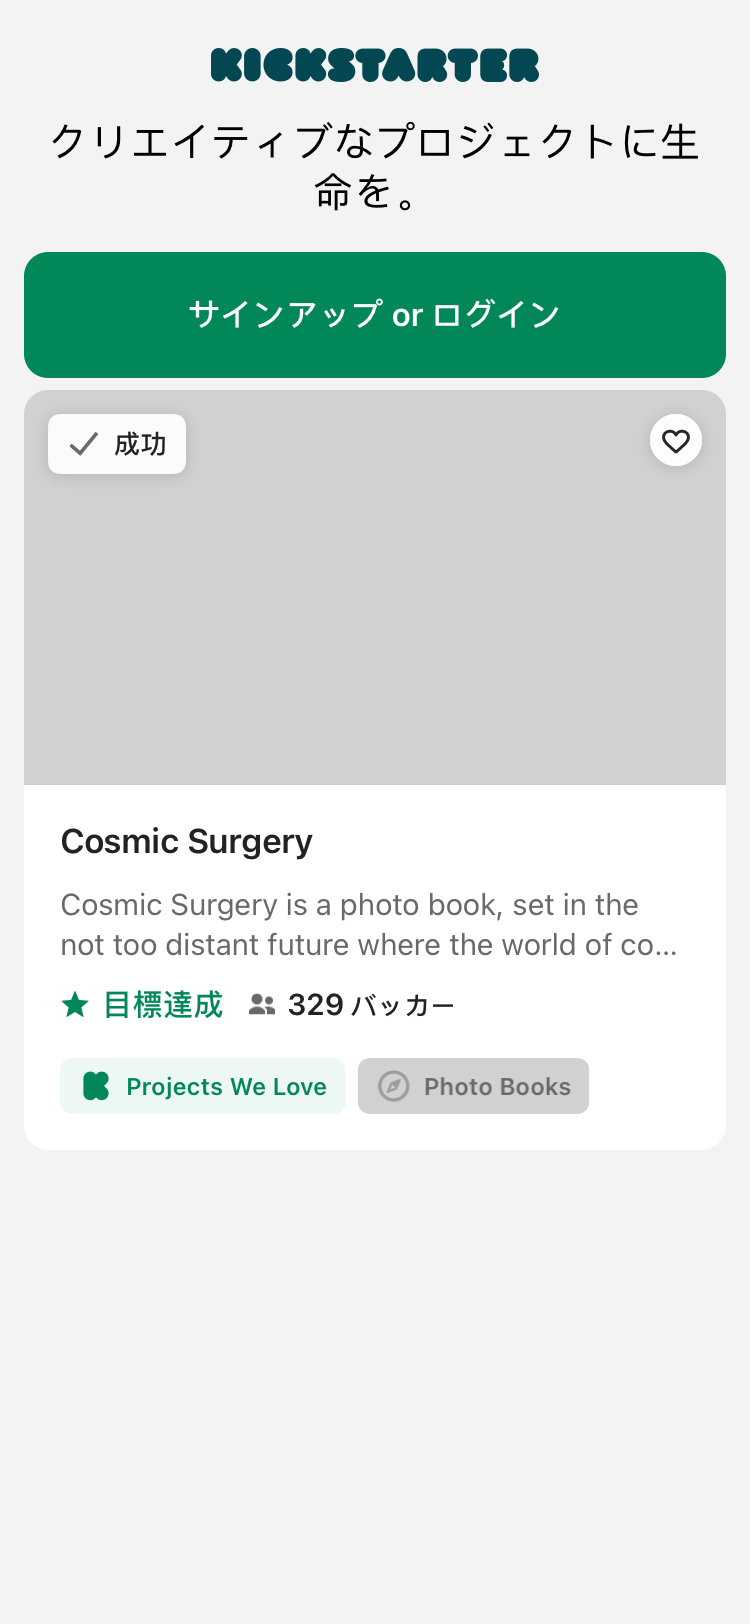 KICKSTARTER
クリエイティブなプロジェクトに生
命を。
サインアップ or ログイン
成功
Cosmic Surgery
Cosmic Surgery is a photo book, set in the
not too distant future where the world of co…
目標達成 329 バッカー
Projects We Love Photo Books